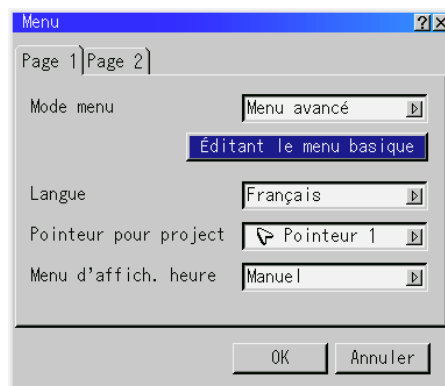 Menu
Page 1 Page 2
Mode menu Menu avancé
Éditant le menu basique
Langue Français
Pointeur pour project Pointeur 1
Menu d'affich. heure Manuel
OK Annuler